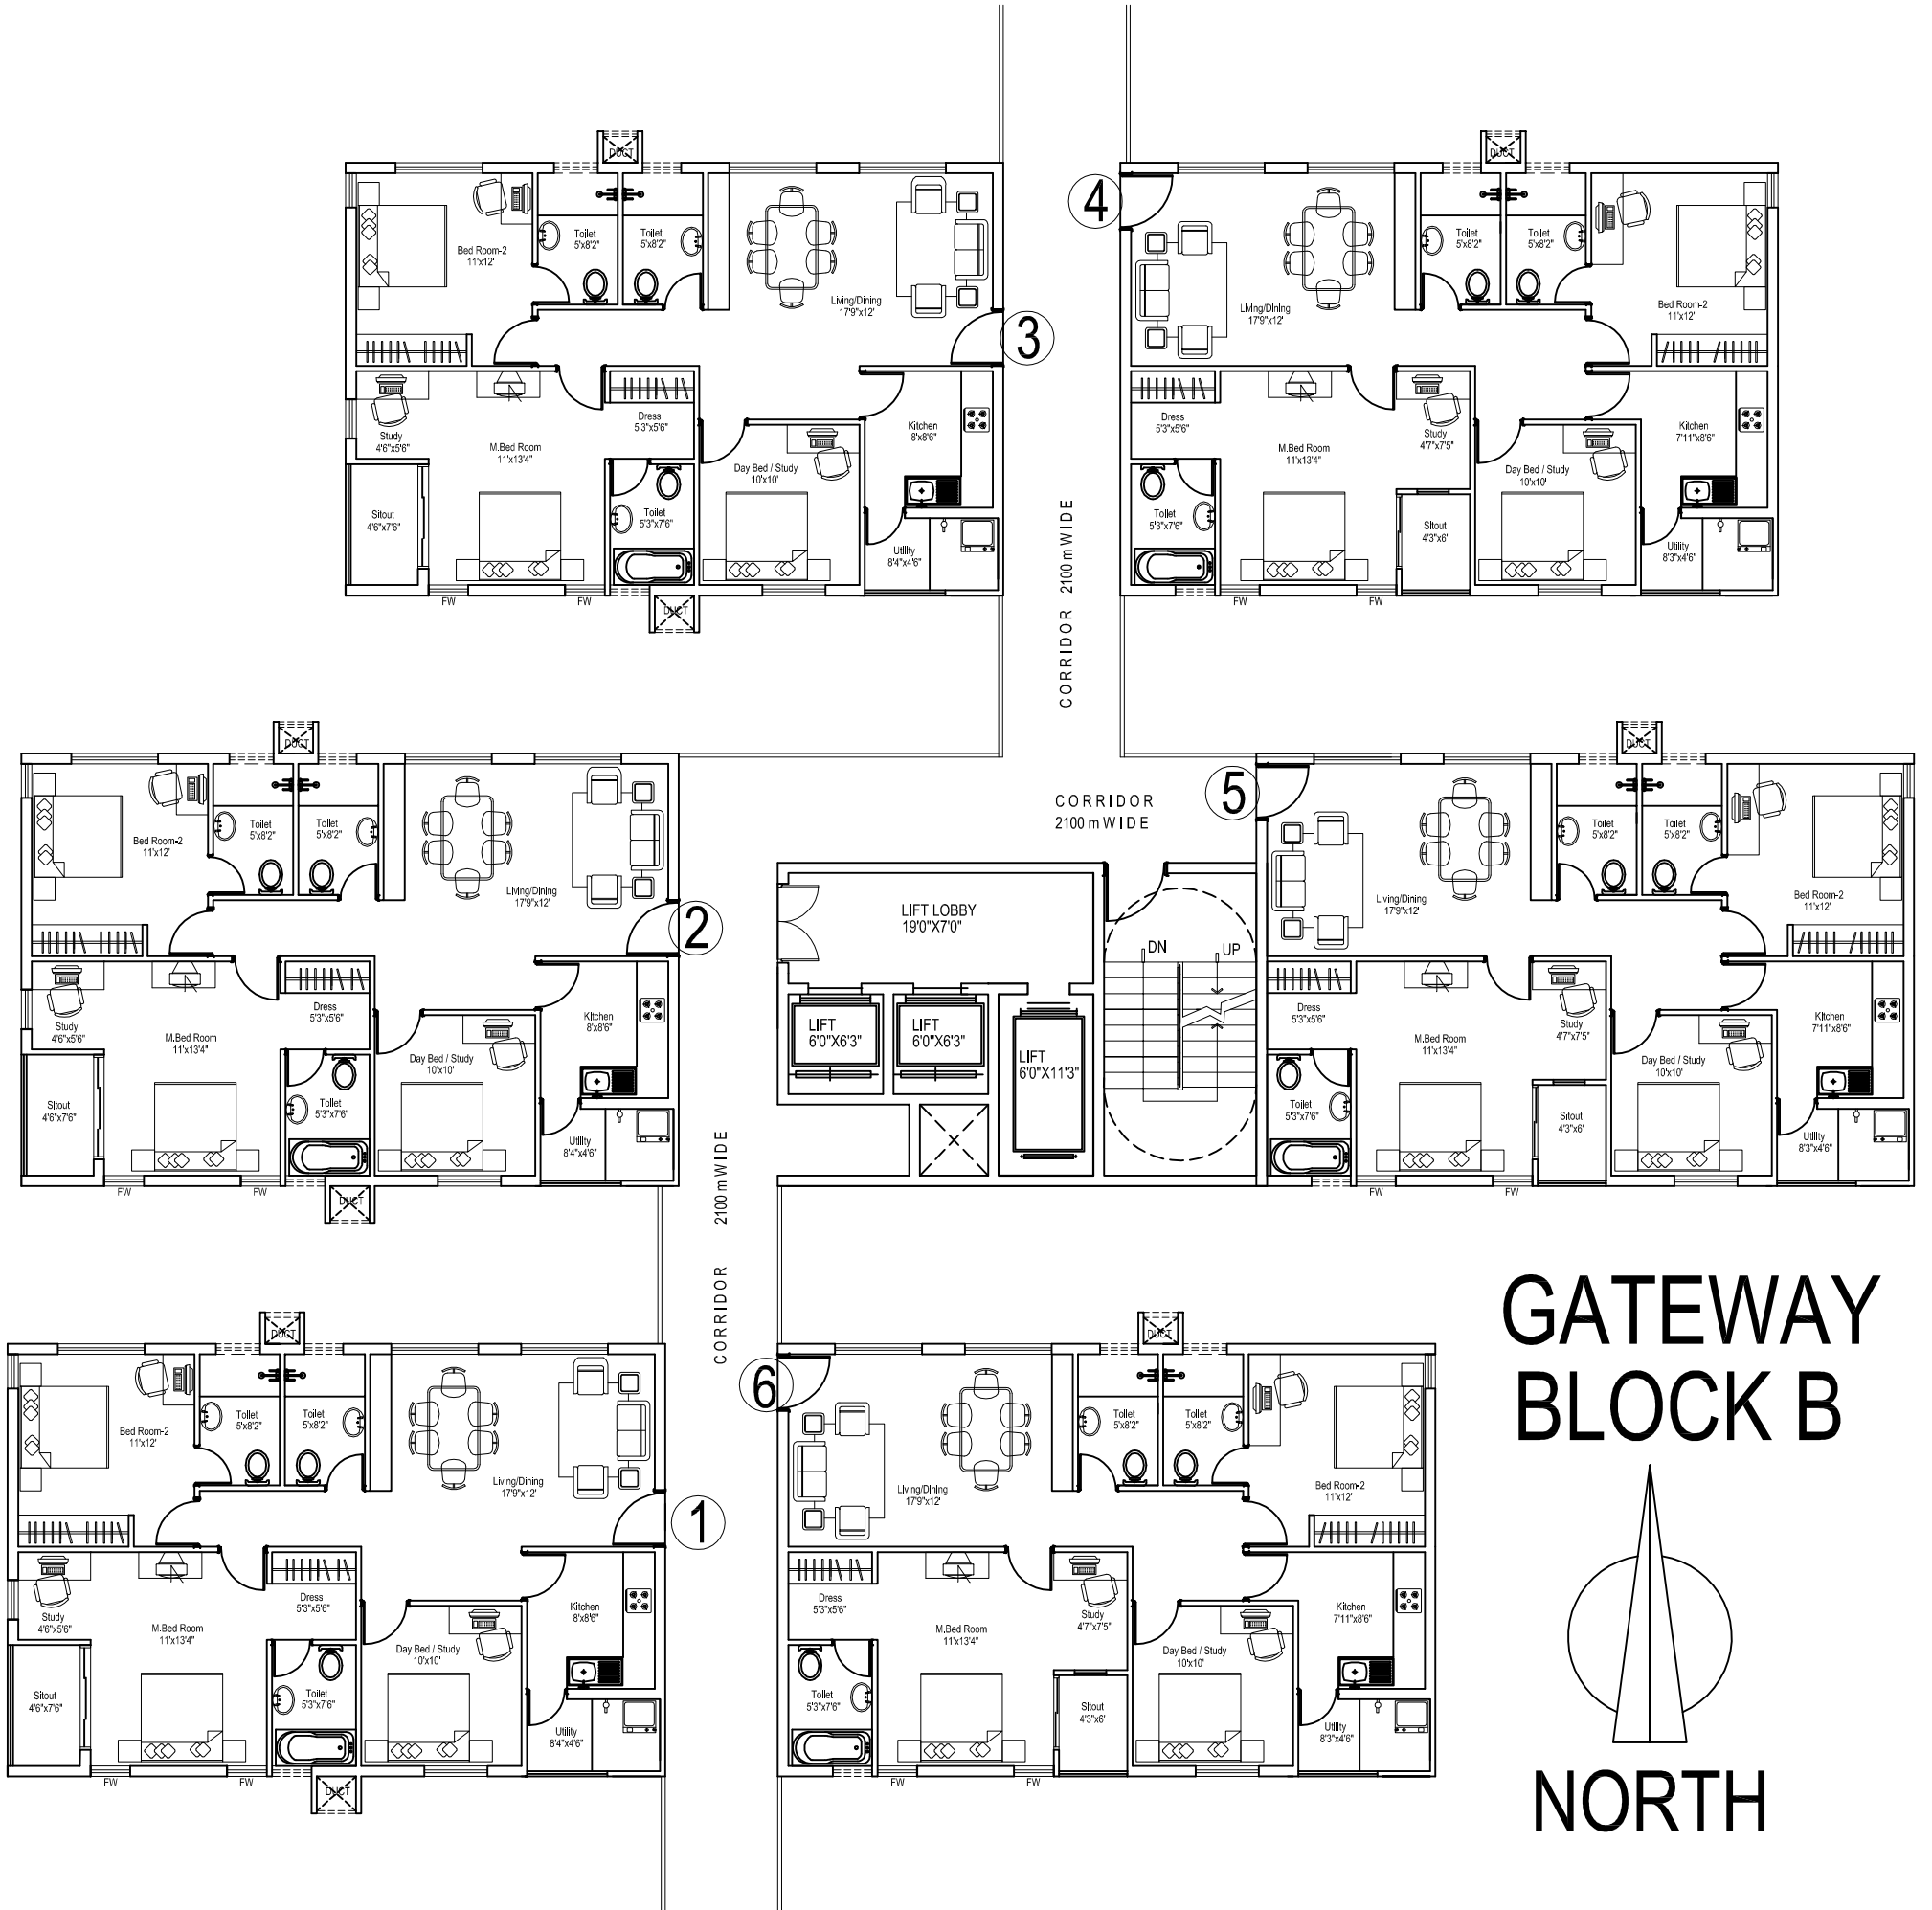 DUCT
Bed Room-2
11'x12'
Toilet
5'x8'2"
Toilet
5'x8'2"
Living/Dining
17'9"x12'
3
Study
4'6"x5'6"
M.Bed Room
11'x13'4"
Dress
5'3"x5'6"
Kitchen
8'x8'6"
Day Bed / Study
10'x10'
Sitout
4'6"x7'6"
Toilet
5'3"x7'6"
Utility
8'4"x4'6"
FW
FW
DUCT
DUCT
4
Living/Dining
17'9"x12'
Toilet
5'x8'2"
Toilet
5'x8'2"
Bed Room-2
11'x12'
Dress
5'3"x5'6"
M.Bed Room
11'x13'4"
Study
4'7"x7'5"
Kitchen
7'11"x8'6"
Day Bed / Study
10'x10'
Toilet
5'3"x7'6"
Sitout
4'3"x6'
Utility
8'3"x4'6"
FW
FW
CORRIDOR 2100 m WIDE
DUCT
Bed Room-2
11'x12'
Toilet
5'x8'2"
Toilet
5'x8'2"
Living/Dining
17'9"x12'
2
Study
4'6"x5'6"
M.Bed Room
11'x13'4"
Dress
5'3"x5'6"
Kitchen
8'x8'6"
Day Bed / Study
10'x10'
Sitout
4'6"x7'6"
Toilet
5'3"x7'6"
Utility
8'4"x4'6"
FW
FW
DUCT
CORRIDOR
2100 m WIDE
LIFT LOBBY
19'0"X7'0"
DN
UP
LIFT
6'0"X6'3"
LIFT
6'0"X6'3"
LIFT
6'0"X11'3"
DUCT
5
Living/Dining
17'9"x12'
Toilet
5'x8'2"
Toilet
5'x8'2"
Bed Room-2
11'x12'
Dress
5'3"x5'6"
M.Bed Room
11'x13'4"
Study
4'7"x7'5"
Kitchen
7'11"x8'6"
Day Bed / Study
10'x10'
Toilet
5'3"x7'6"
Sitout
4'3"x6'
Utility
8'3"x4'6"
FW
FW
CORRIDOR 2100 m WIDE
DUCT
Bed Room-2
11'x12'
Toilet
5'x8'2"
Toilet
5'x8'2"
Living/Dining
17'9"x12'
1
Study
4'6"x5'6"
M.Bed Room
11'x13'4"
Dress
5'3"x5'6"
Kitchen
8'x8'6"
Day Bed / Study
10'x10'
Sitout
4'6"x7'6"
Toilet
5'3"x7'6"
Utility
8'4"x4'6"
FW
FW
DUCT
DUCT
6
Living/Dining
17'9"x12'
Toilet
5'x8'2"
Toilet
5'x8'2"
Bed Room-2
11'x12'
Dress
5'3"x5'6"
M.Bed Room
11'x13'4"
Study
4'7"x7'5"
Kitchen
7'11"x8'6"
Day Bed / Study
10'x10'
Toilet
5'3"x7'6"
Sitout
4'3"x6'
Utility
8'3"x4'6"
FW
FW
GATEWAY
BLOCK B
NORTH